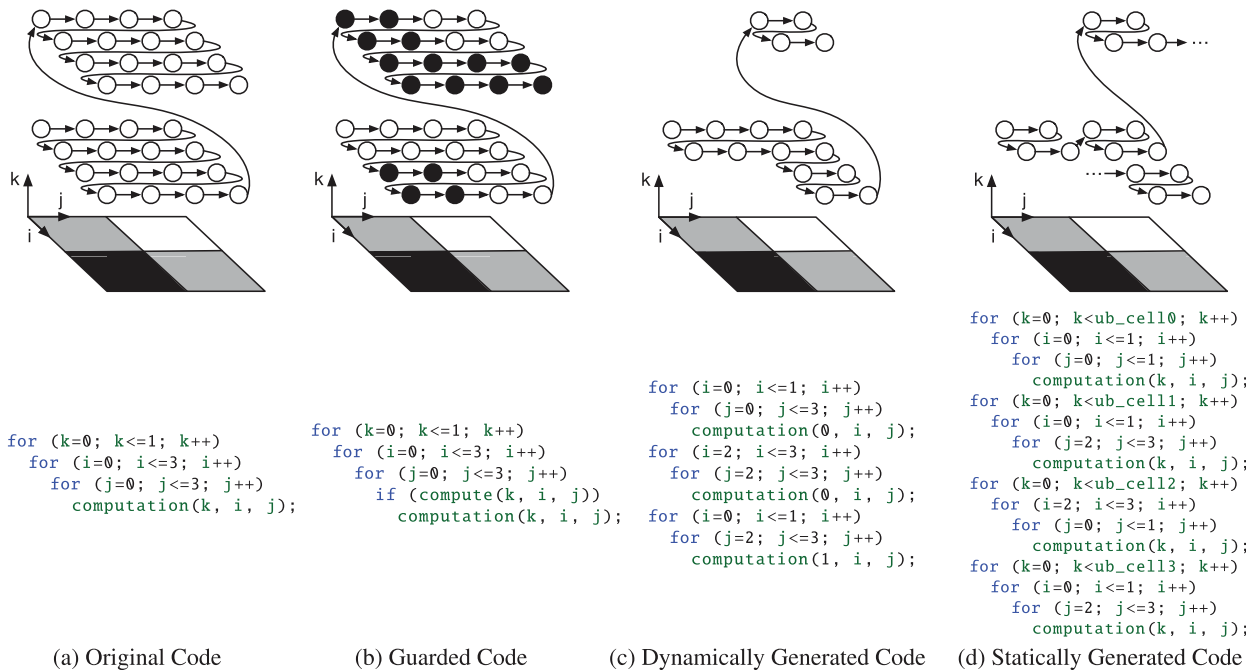 k
j
i
k
j
i
k
j
i
...
...
k
j
i
for (k=0; k<=1; k++)
for (i=0; i<=3; i++)
for (j=0; j<=3; j++)
computation(k, i, j);
(a) Original Code
for (k=0; k<=1; k++)
for (i=0; i<=3; i++)
for (j=0; j<=3; j++)
if (compute(k, i, j))
computation(k, i, j);
(b) Guarded Code
for (i=0; i<=1; i++)
for (j=0; j<=3; j++)
computation(0, i, j);
for (i=2; i<=3; i++)
for (j=2; j<=3; j++)
computation(0, i, j);
for (i=0; i<=1; i++)
for (j=2; j<=3; j++)
computation(1, i, j);
(c) Dynamically Generated Code
for (k=0; k<ub_cell0; k++)
for (i=0; i<=1; i++)
for (j=0; j<=1; j++)
computation(k, i, j);
for (k=0; k<ub_cell1; k++)
for (i=0; i<=1; i++)
for (j=2; j<=3; j++)
computation(k, i, j);
for (k=0; k<ub_cell2; k++)
for (i=2; i<=3; i++)
for (j=0; j<=1; j++)
computation(k, i, j);
for (k=0; k<ub_cell3; k++)
for (i=0; i<=1; i++)
for (j=2; j<=3; j++)
computation(k, i, j);
(d) Statically Generated Code